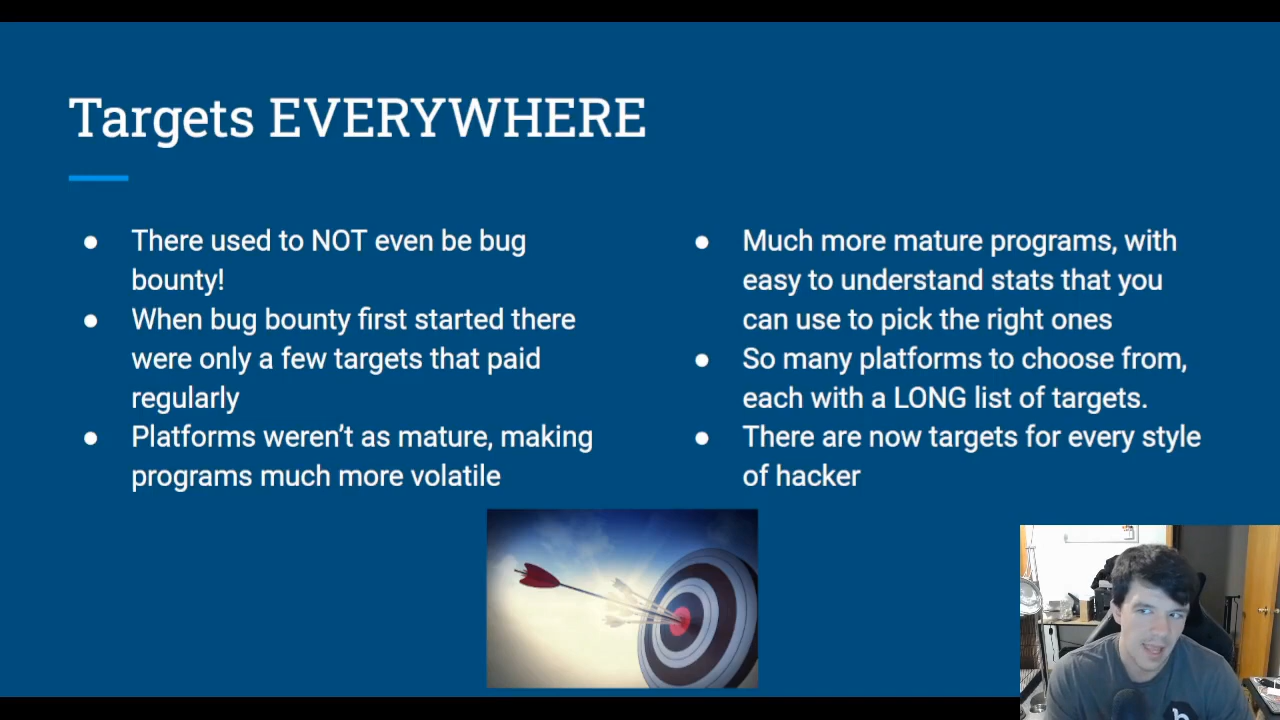 Targets EVERYWHERE
● There used to NOT even be bug
bounty!
● When bug bounty first started there
were only a few targets that paid
regularly
● Platforms weren't as mature, making
programs much more volatile
● Much more mature programs, with
easy to understand stats that you
can use to pick the right ones
● So many platforms to choose from,
each with a LONG list of targets.
● There are now targets for every style
of hacker